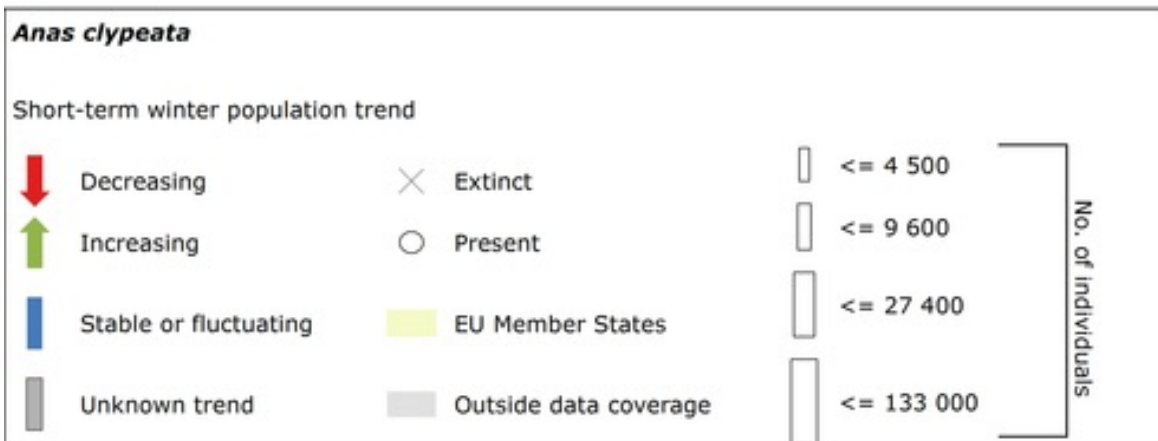 Anas clypeata
Short-term winter population trend
Decreasing
Increasing
Stable or fluctuating
Unknown trend
Extinct
Present
EU Member States
Outside data coverage
<= 4 500
<= 9 600
<= 27 400
<= 133 000
No. of individuals